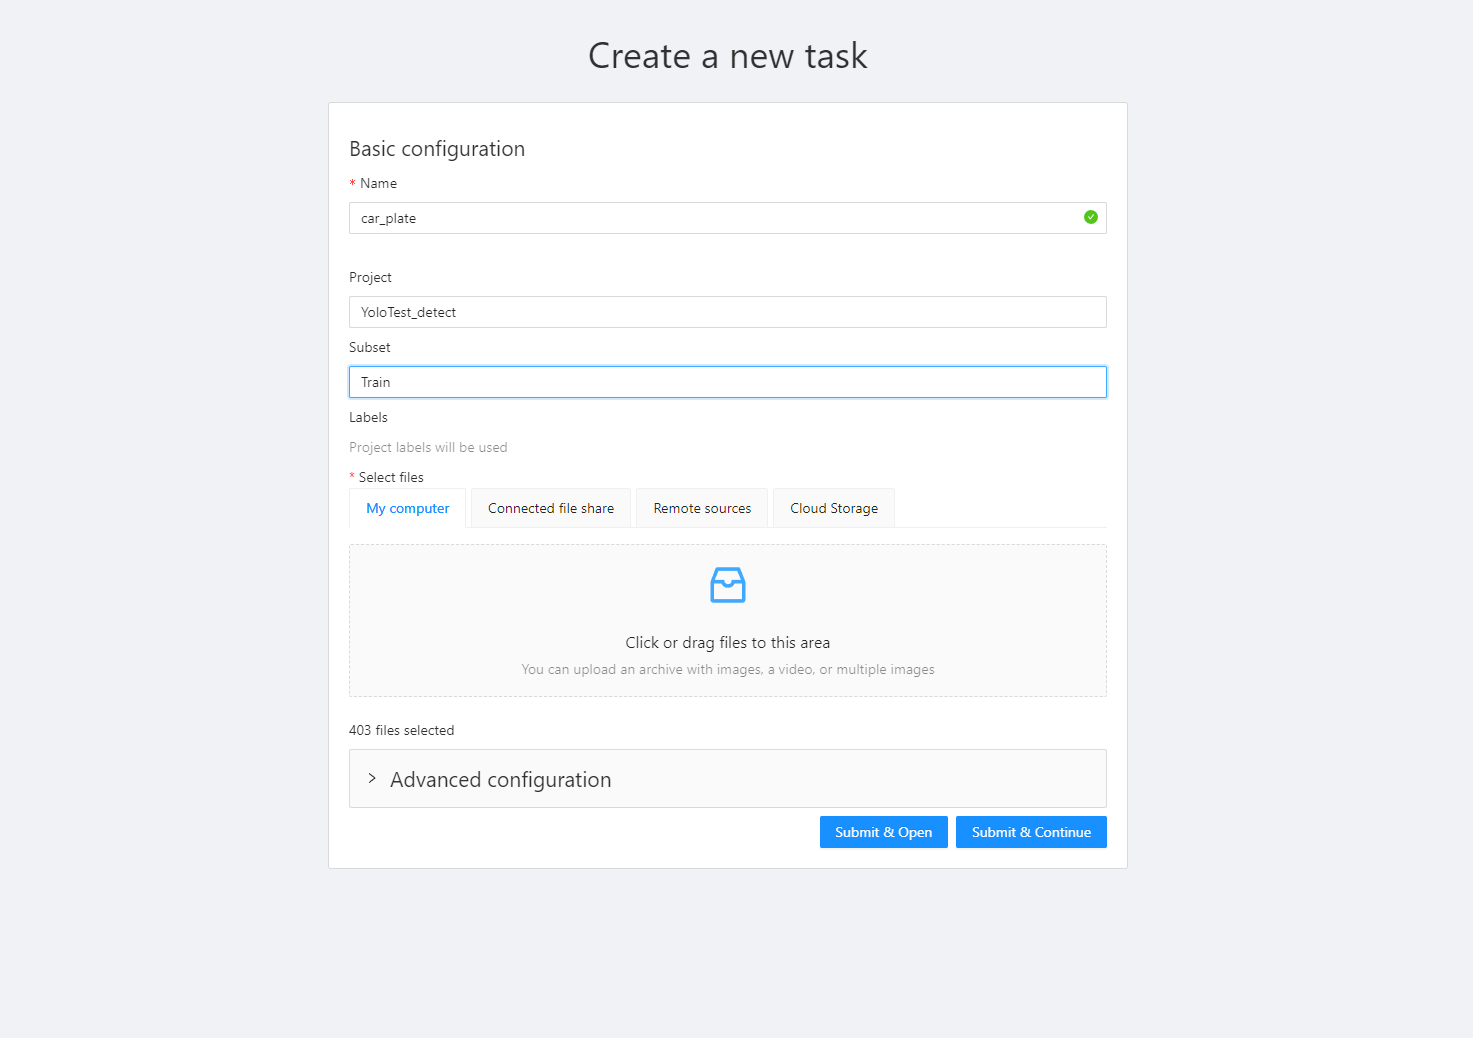 Create a new task
Basic configuration
* Name
car_plate
Project
YoloTest_detect
Subset
Train
Labels
Project labels will be used
* Select files
My computer
Connected file share
Remote sources
Cloud Storage
Click or drag files to this area
You can upload an archive with images, a video, or multiple images
403 files selected
Advanced configuration
Submit & Open
Submit & Continue